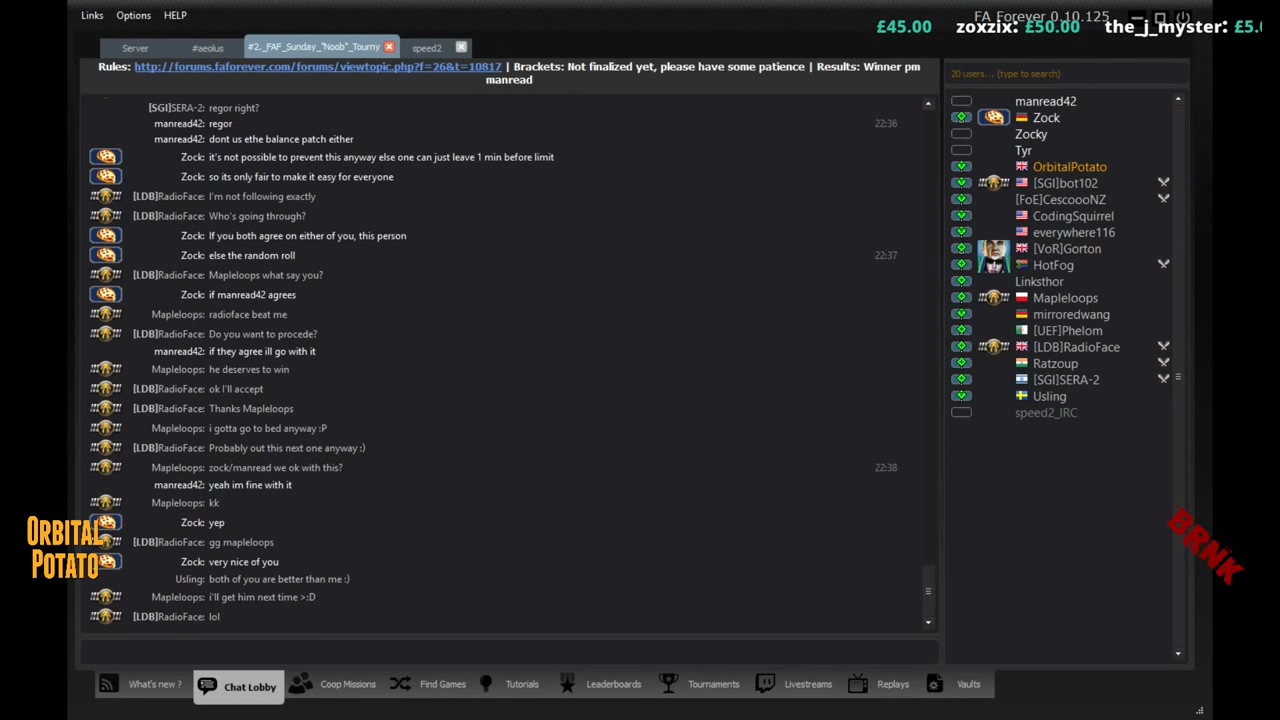 Links Options HELP
FA Forever 0.10.125
£45.00 zoxzix: £50.00 the_j_myster: £5.0
Server #aeolus #2._FAF_Sunday_"Noob"_Tourny speed2
Rules: http://forums.faforever.com/forums/viewtopic.php?f=26&t=10817 | Brackets: Not finalized yet, please have some patience | Results: Winner pm
manread
[SGI]SERA-2: regor right?
manread42: regor 22:36
manread42: dont us ethe balance patch either
Zock: it's not possible to prevent this anyway else one can just leave 1 min before limit
Zock: so its only fair to make it easy for everyone
[LDB]RadioFace: I'm not following exactly
[LDB]RadioFace: Who's going through?
Zock: If you both agree on either of you, this person
Zock: else the random roll 22:37
[LDB]RadioFace: Mapleloops what say you?
Zock: if manread42 agrees
Mapleloops: radioface beat me
[LDB]RadioFace: Do you want to procede?
manread42: if they agree ill go with it
Mapleloops: he deserves to win
[LDB]RadioFace: ok I'll accept
[LDB]RadioFace: Thanks Mapleloops
Mapleloops: i gotta go to bed anyway :P
[LDB]RadioFace: Probably out this next one anyway :)
Mapleloops: zock/manread we ok with this? 22:38
manread42: yeah im fine with it
Mapleloops: kk
Zock: yep
[LDB]RadioFace: gg mapleloops
Zock: very nice of you
Usling: both of you are better than me :)
Mapleloops: i'll get him next time >:D
[LDB]RadioFace: lol
20 users... (type to search)
manread42
Zock
Zocky
Tyr
OrbitalPotato
[SGI]bot102
[FoE]CescoooNZ
CodingSquirrel
everywhere116
[VoR]Gorton
HotFog
Linksthor
Mapleloops
mirroredwang
[UEF]Phelom
[LDB]RadioFace
Ratzoup
[SGI]SERA-2
Usling
speed2_IRC
ORBITAL
POTATO
BRNK
What's new ? Chat Lobby Coop Missions Find Games Tutorials Leaderboards Tournaments Livestreams Replays Vaults